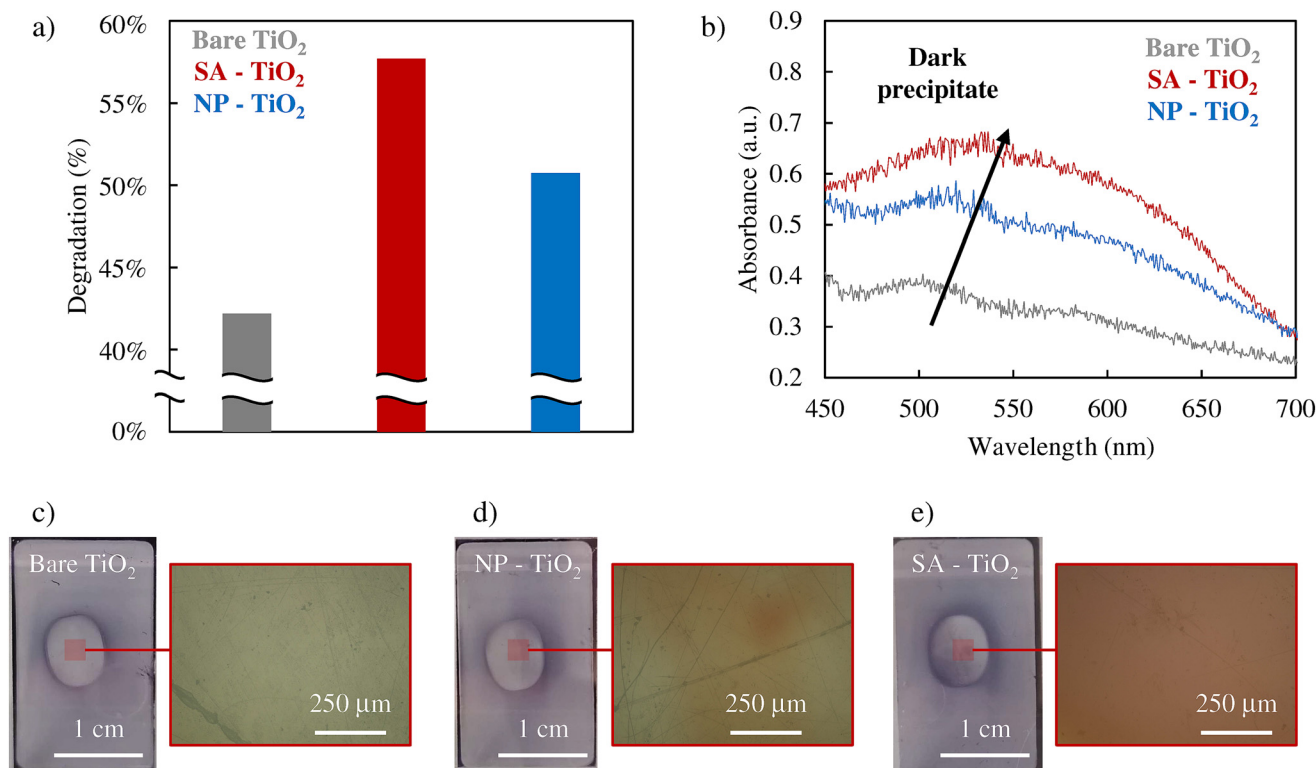 a)
60%
55%
50%
45%
40%
0%
Degradation (%)
Bare TiO₂
SA - TiO₂
NP - TiO₂
b)
0.9
0.8
0.7
0.6
0.5
0.4
0.3
0.2
Absorbance (a.u.)
Dark
precipitate
Bare TiO₂
SA - TiO₂
NP - TiO₂
450 500 550 600 650 700
Wavelength (nm)
c)
Bare TiO₂
1 cm
250 µm
d)
NP - TiO₂
1 cm
250 µm
e)
SA - TiO₂
1 cm
250 µm